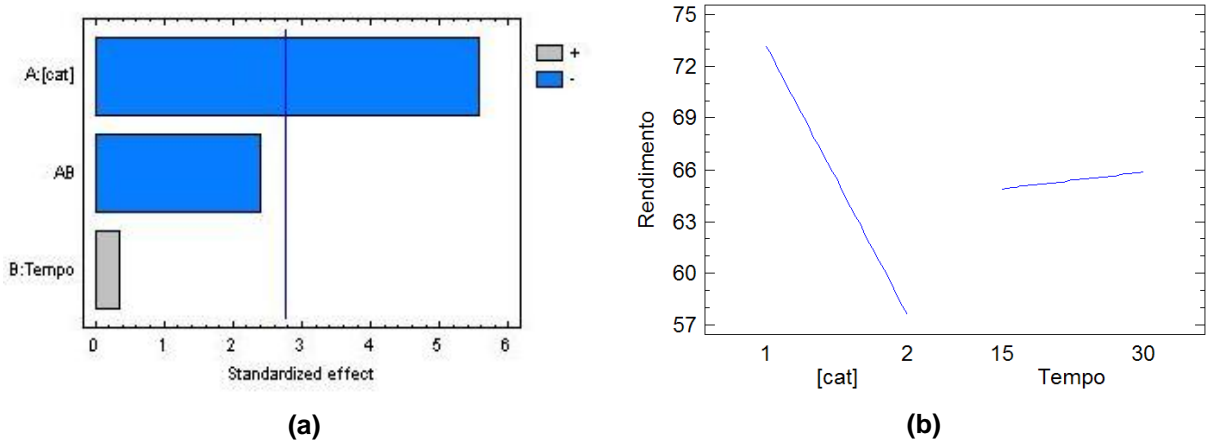 A:[cat]
AB
B:Tempo
0 1 2 3 4 5 6
Standardized effect
+
-
(a)
75
72
69
66
63
60
57
Rendimento
1 2 15 30
[cat] Tempo
(b)